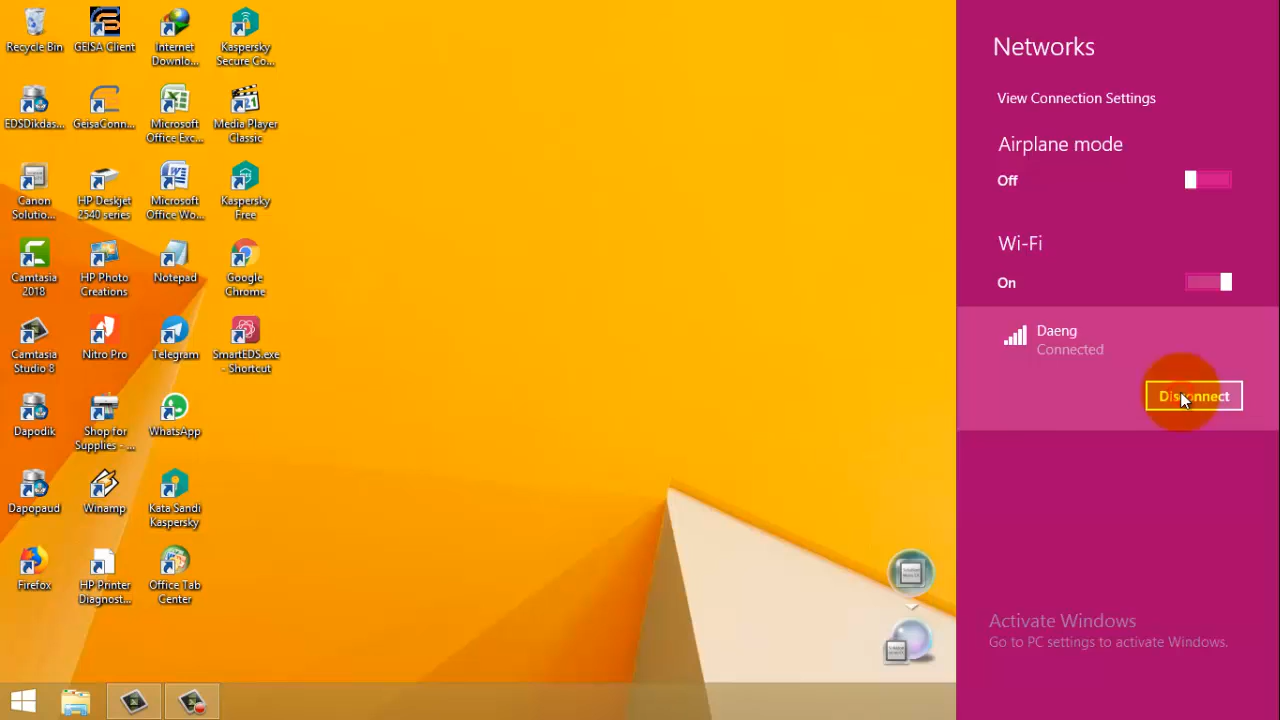 Recycle Bin
GEISA Client
Internet
Downlo...
Kaspersky
Secure Co...
EDSDikdas...
GeisaConn...
Microsoft
Office Exc...
Media Player
Classic
Canon
Solutio...
HP Deskjet
2540 series
Microsoft
Office Wo...
Kaspersky
Free
Camtasia
2018
HP Photo
Creations
Notepad
Google
Chrome
Camtasia
Studio 8
Nitro Pro
Telegram
SmartEDS.exe
- Shortcut
Dapodik
Shop for
Supplies - ...
WhatsApp
Dapopaud
Winamp
Kata Sandi
Kaspersky
Firefox
HP Printer
Diagnost...
Office Tab
Center
Networks
View Connection Settings
Airplane mode
Off
Wi-Fi
On
Daeng
Connected
Disconnect
Activate Windows
Go to PC settings to activate Windows.